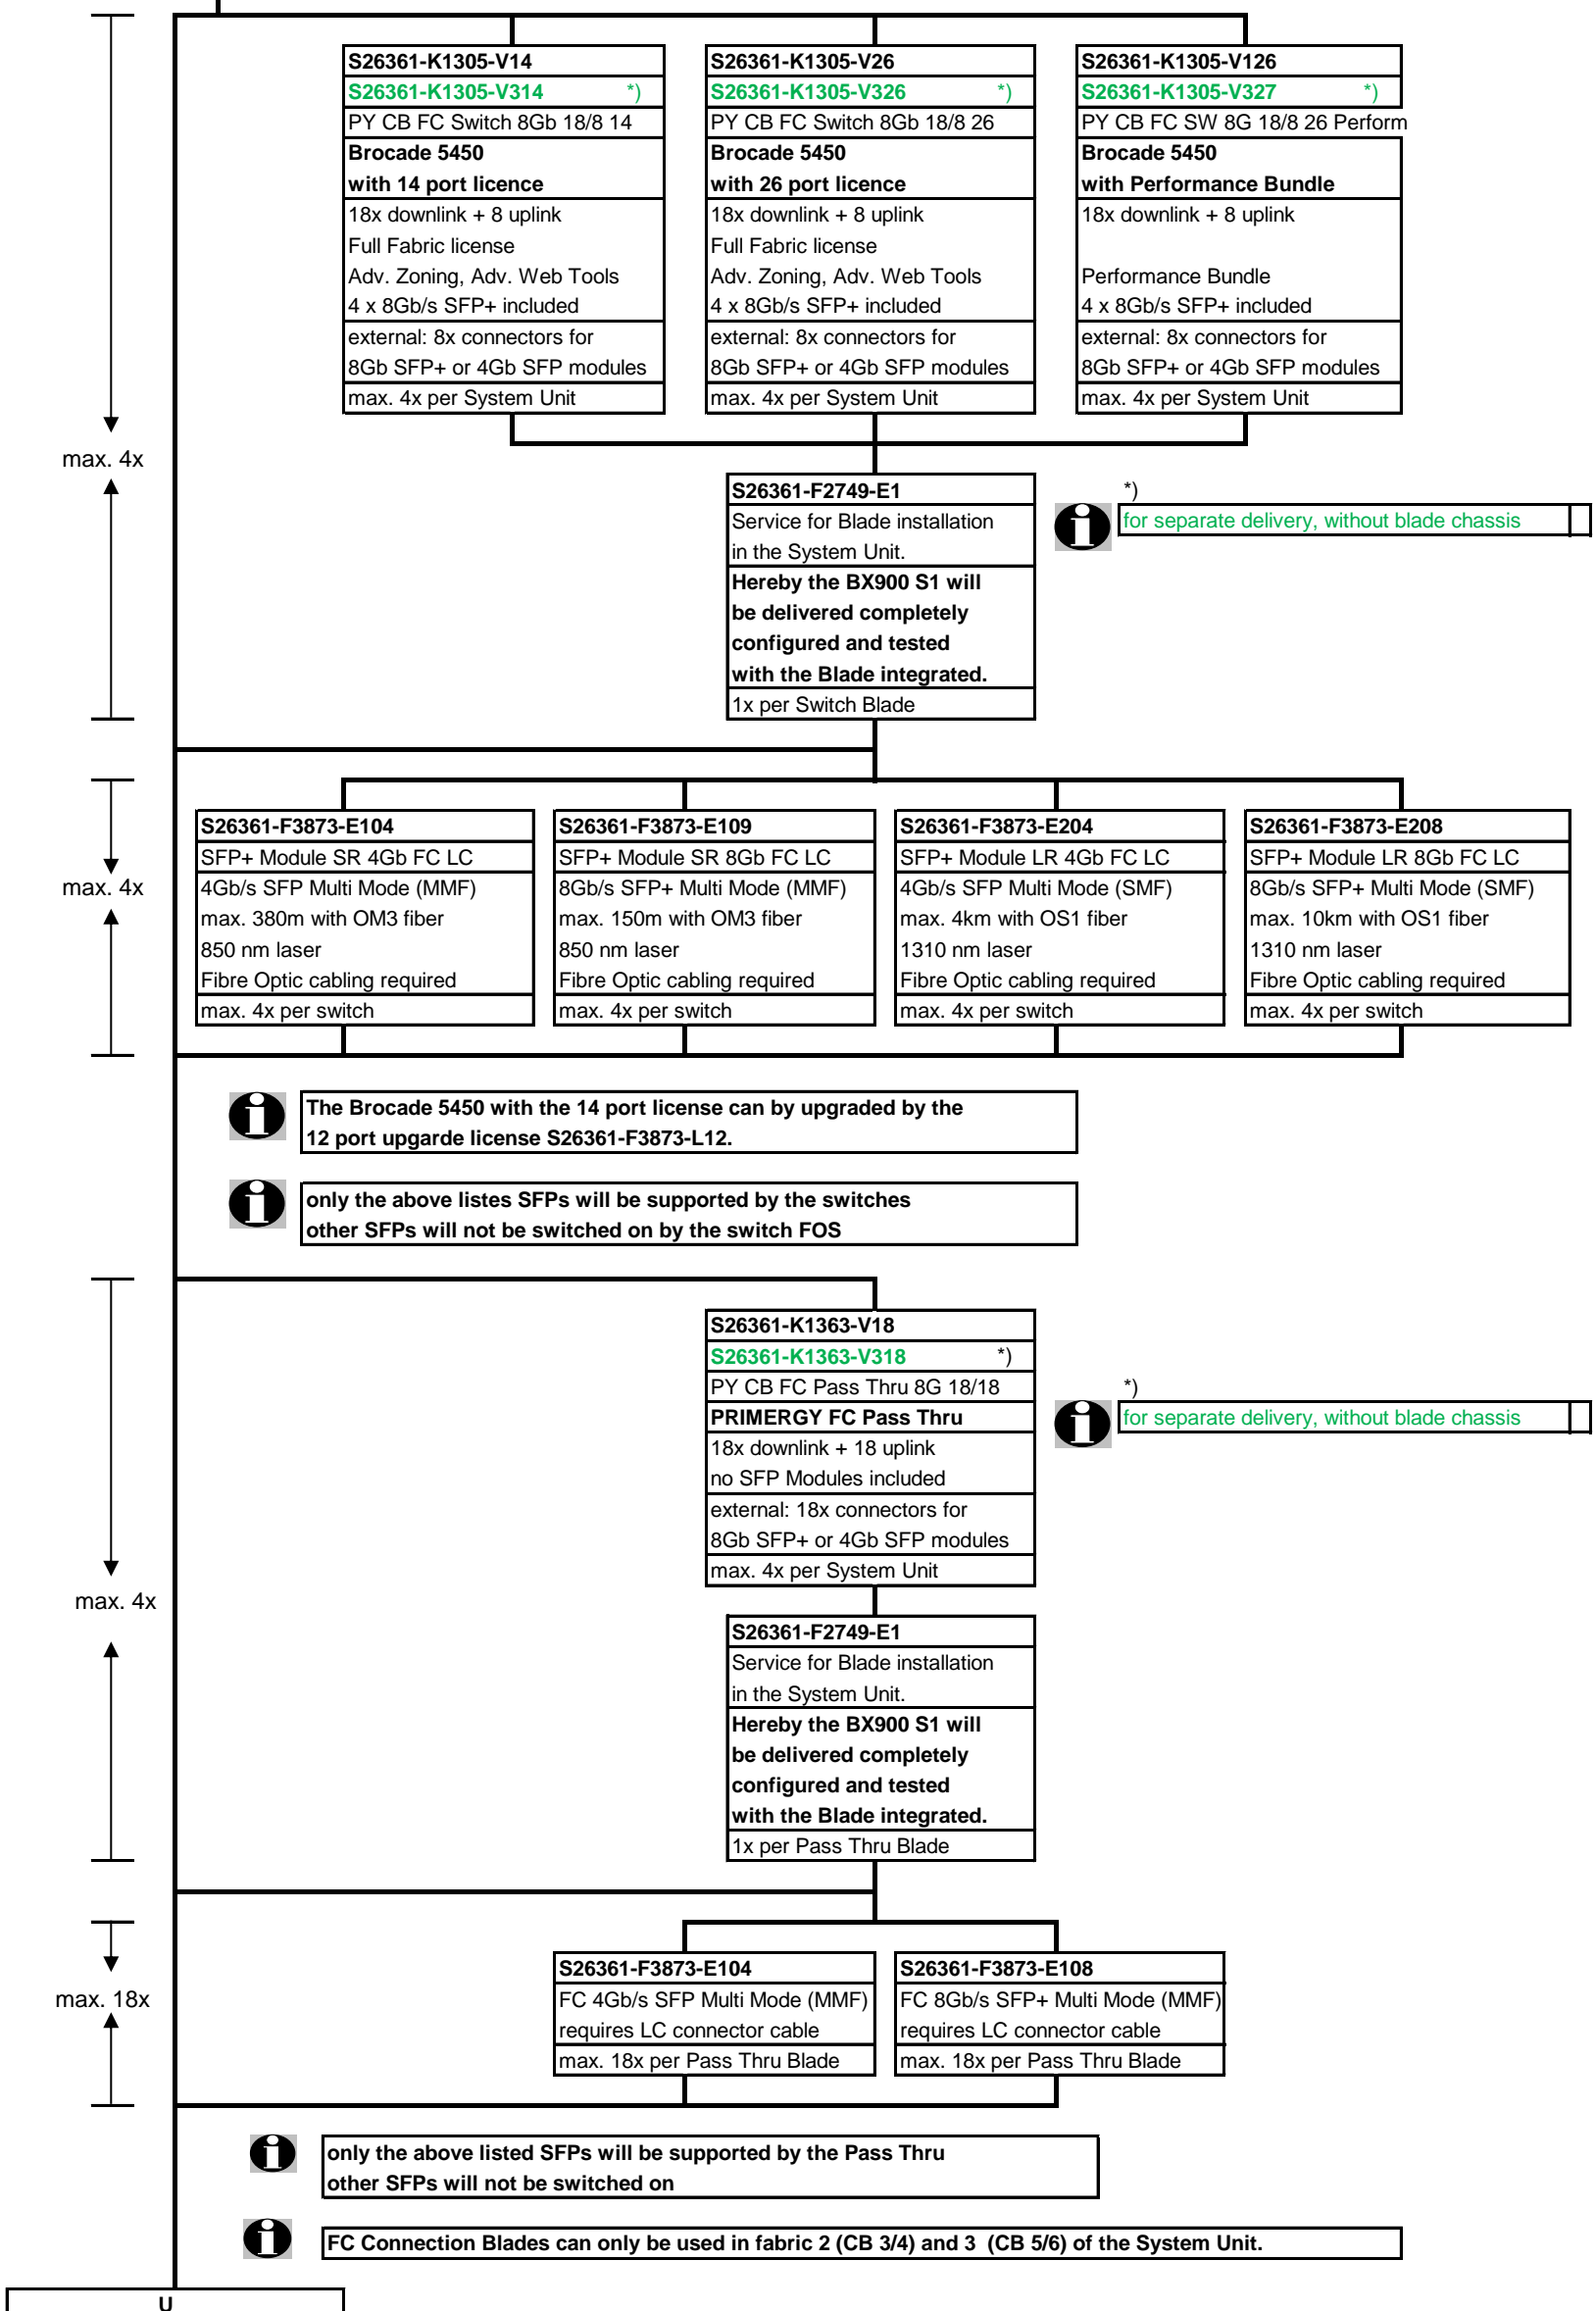 S26361-K1305-V14
S26361-K1305-V314 *)
PY CB FC Switch 8Gb 18/8 14
Brocade 5450
with 14 port licence
18x downlink + 8 uplink
Full Fabric license
Adv. Zoning, Adv. Web Tools
4 x 8Gb/s SFP+ included
external: 8x connectors for
8Gb SFP+ or 4Gb SFP modules
max. 4x per System Unit
S26361-K1305-V26
S26361-K1305-V326 *)
PY CB FC Switch 8Gb 18/8 26
Brocade 5450
with 26 port licence
18x downlink + 8 uplink
Full Fabric license
Adv. Zoning, Adv. Web Tools
4 x 8Gb/s SFP+ included
external: 8x connectors for
8Gb SFP+ or 4Gb SFP modules
max. 4x per System Unit
S26361-K1305-V126
S26361-K1305-V327 *)
PY CB FC SW 8G 18/8 26 Perform
Brocade 5450
with Performance Bundle
18x downlink + 8 uplink
Performance Bundle
4 x 8Gb/s SFP+ included
external: 8x connectors for
8Gb SFP+ or 4Gb SFP modules
max. 4x per System Unit
max. 4x
S26361-F2749-E1
Service for Blade installation
in the System Unit.
Hereby the BX900 S1 will
be delivered completely
configured and tested
with the Blade integrated.
1x per Switch Blade
*)
for separate delivery, without blade chassis
max. 4x
S26361-F3873-E104
SFP+ Module SR 4Gb FC LC
4Gb/s SFP Multi Mode (MMF)
max. 380m with OM3 fiber
850 nm laser
Fibre Optic cabling required
max. 4x per switch
S26361-F3873-E109
SFP+ Module SR 8Gb FC LC
8Gb/s SFP+ Multi Mode (MMF)
max. 150m with OM3 fiber
850 nm laser
Fibre Optic cabling required
max. 4x per switch
S26361-F3873-E204
SFP+ Module LR 4Gb FC LC
4Gb/s SFP Multi Mode (SMF)
max. 4km with OS1 fiber
1310 nm laser
Fibre Optic cabling required
max. 4x per switch
S26361-F3873-E208
SFP+ Module LR 8Gb FC LC
8Gb/s SFP+ Multi Mode (SMF)
max. 10km with OS1 fiber
1310 nm laser
Fibre Optic cabling required
max. 4x per switch
The Brocade 5450 with the 14 port license can by upgraded by the
12 port upgarde license S26361-F3873-L12.
only the above listes SFPs will be supported by the switches
other SFPs will not be switched on by the switch FOS
max. 4x
S26361-K1363-V18
S26361-K1363-V318 *)
PY CB FC Pass Thru 8G 18/18
PRIMERGY FC Pass Thru
18x downlink + 18 uplink
no SFP Modules included
external: 18x connectors for
8Gb SFP+ or 4Gb SFP modules
max. 4x per System Unit
*)
for separate delivery, without blade chassis
S26361-F2749-E1
Service for Blade installation
in the System Unit.
Hereby the BX900 S1 will
be delivered completely
configured and tested
with the Blade integrated.
1x per Pass Thru Blade
max. 18x
S26361-F3873-E104
FC 4Gb/s SFP Multi Mode (MMF)
requires LC connector cable
max. 18x per Pass Thru Blade
S26361-F3873-E108
FC 8Gb/s SFP+ Multi Mode (MMF)
requires LC connector cable
max. 18x per Pass Thru Blade
only the above listed SFPs will be supported by the Pass Thru
other SFPs will not be switched on
FC Connection Blades can only be used in fabric 2 (CB 3/4) and 3 (CB 5/6) of the System Unit.
U